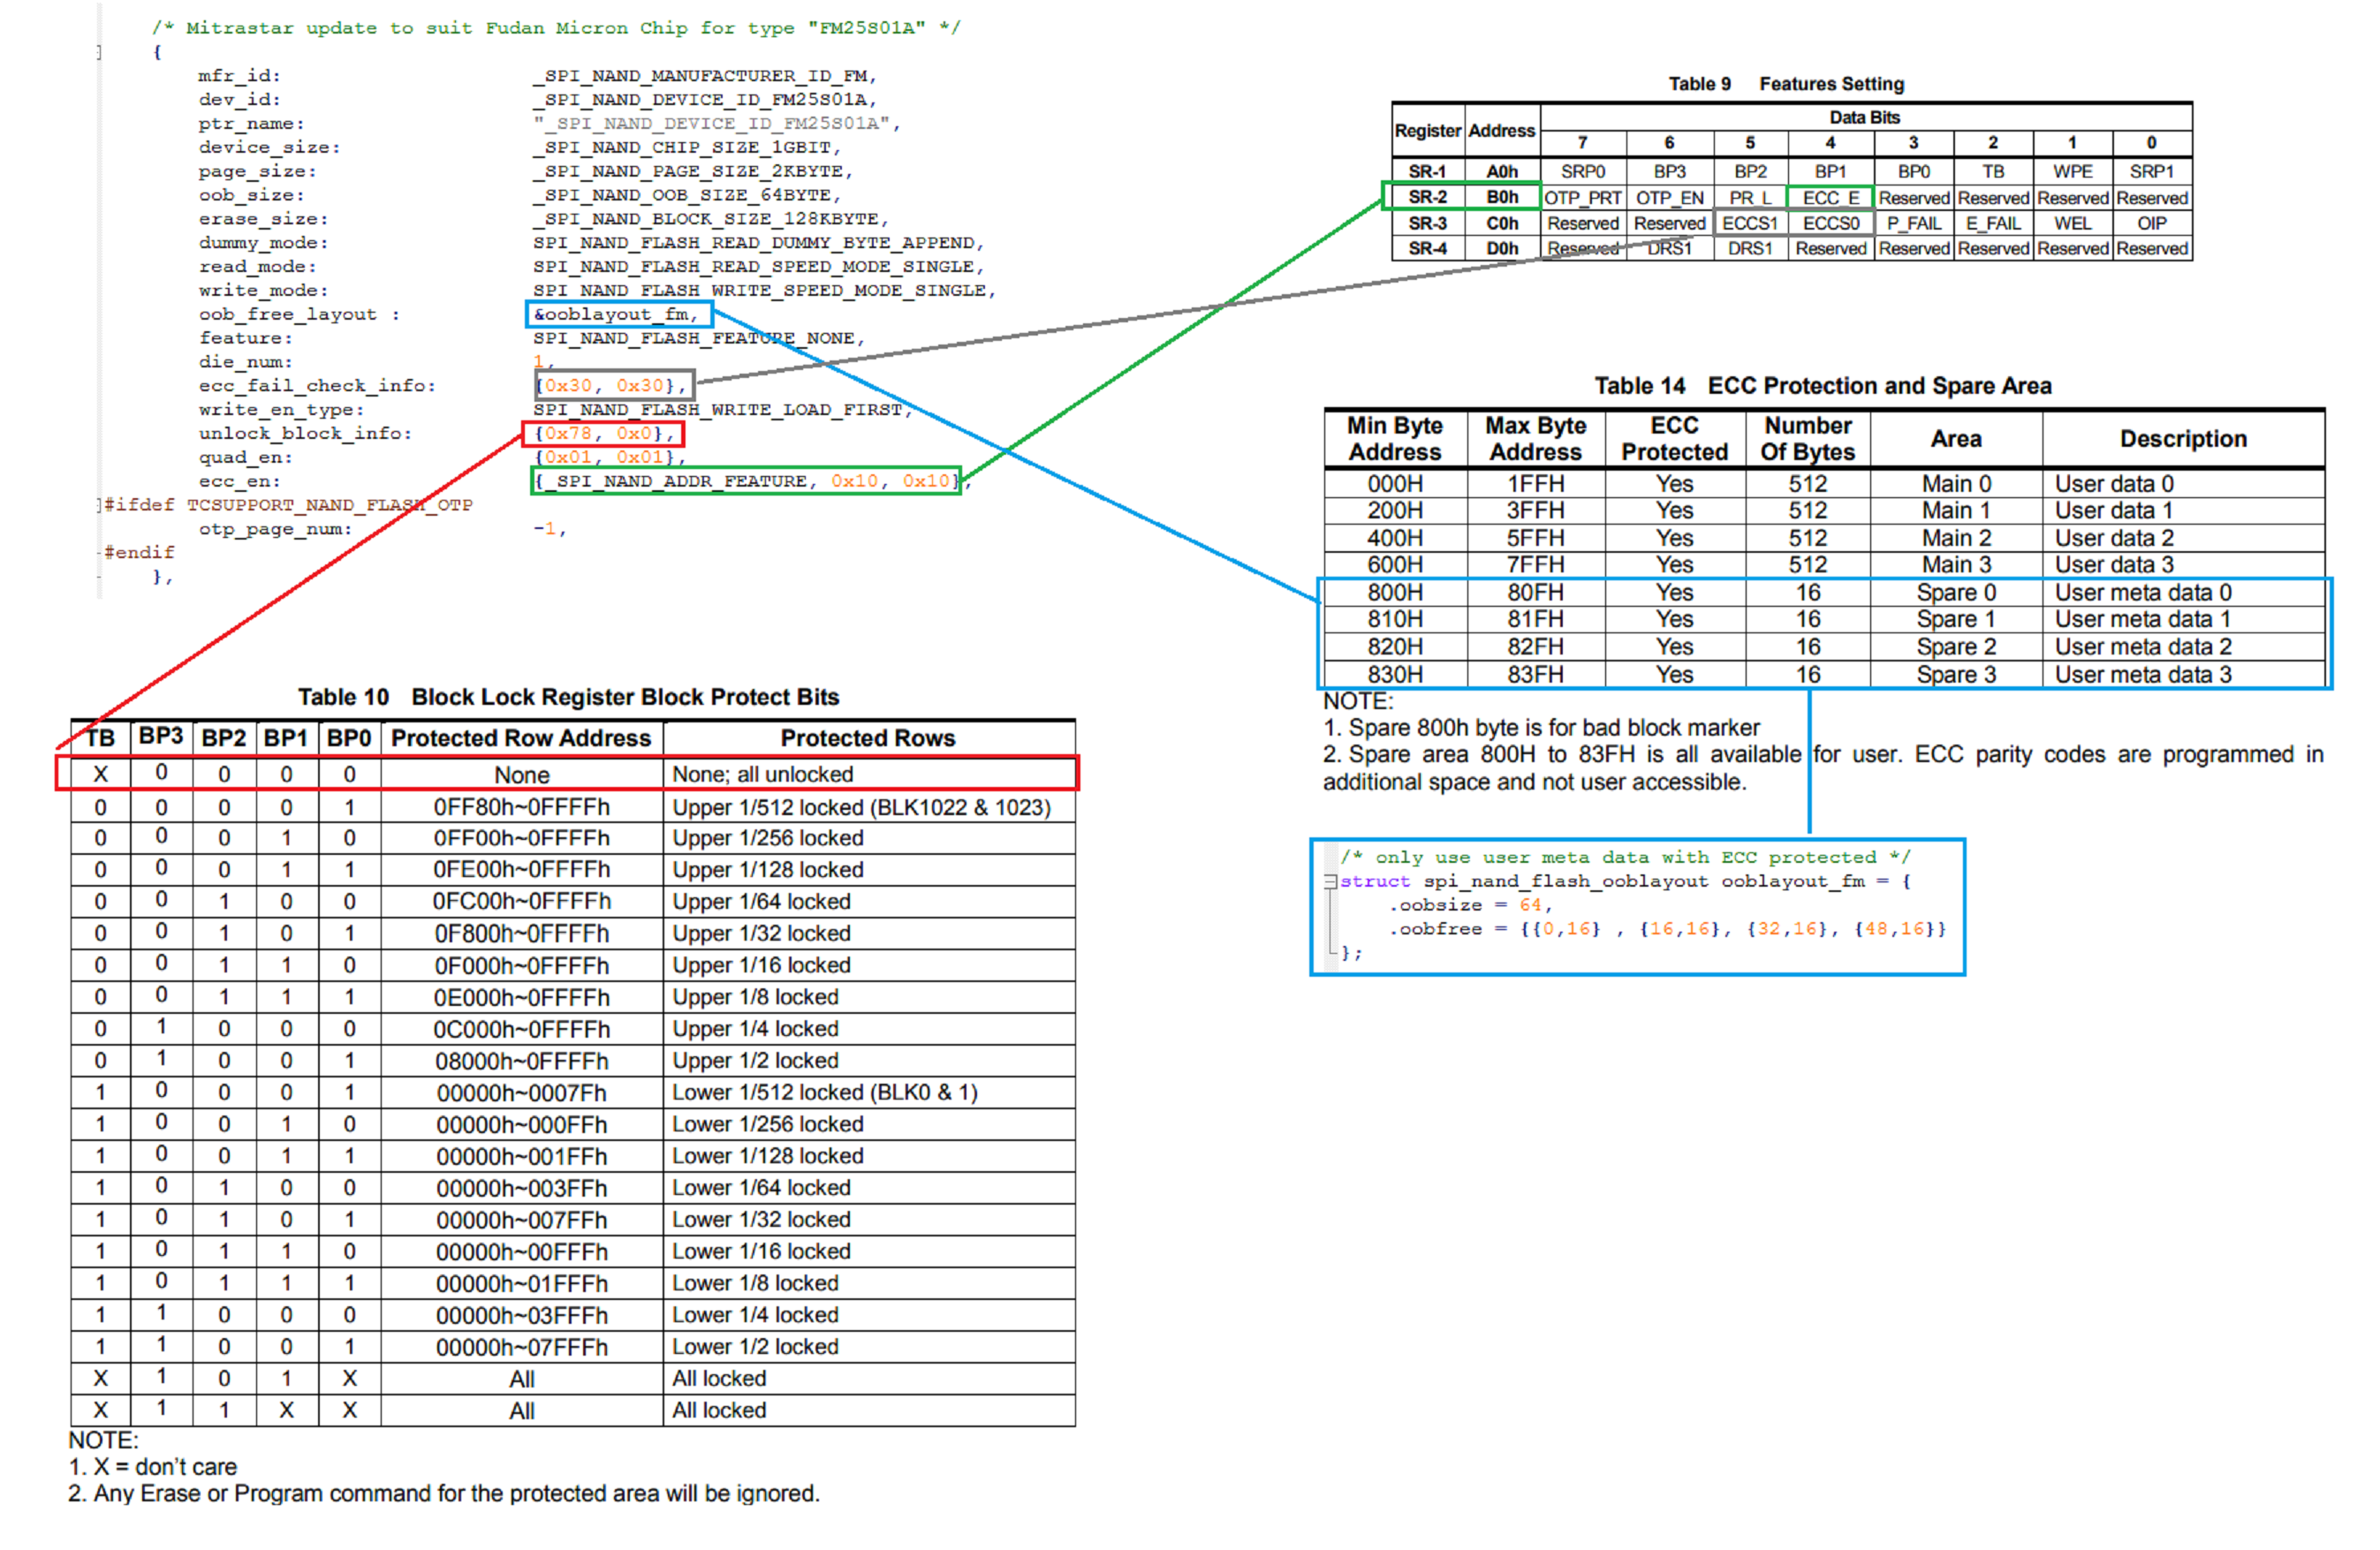 /* Mitrastar update to suit Fudan Micron Chip for type "FM25S01A" */
{
mfr_id: _SPI_NAND_MANUFACTURER_ID_FM,
dev_id: _SPI_NAND_DEVICE_ID_FM25S01A,
ptr_name: "_SPI_NAND_DEVICE_ID_FM25S01A",
device_size: _SPI_NAND_CHIP_SIZE_1GBIT,
page_size: _SPI_NAND_PAGE_SIZE_2KBYTE,
oob_size: _SPI_NAND_OOB_SIZE_64BYTE,
erase_size: _SPI_NAND_BLOCK_SIZE_128KBYTE,
dummy_mode: SPI_NAND_FLASH_READ_DUMMY_BYTE_APPEND,
read_mode: SPI_NAND_FLASH_READ_SPEED_MODE_SINGLE,
write_mode: SPI_NAND_FLASH_WRITE_SPEED_MODE_SINGLE,
oob_free_layout : &ooblayout_fm,
feature: SPI_NAND_FLASH_FEATURE_NONE,
die_num: 1,
ecc_fail_check_info: {0x30, 0x30},
write_en_type: SPI_NAND_FLASH_WRITE_LOAD_FIRST,
unlock_block_info: {0x78, 0x0},
quad_en: {0x01, 0x01},
ecc_en: {_SPI_NAND_ADDR_FEATURE, 0x10, 0x10},
#ifdef TCSUPPORT_NAND_FLASH_OTP
otp_page_num: -1,
#endif
},
Table 9 Features Setting
Register Address Data Bits
7 6 5 4 3 2 1 0
SR-1 A0h SRP0 BP3 BP2 BP1 BP0 TB WPE SRP1
SR-2 B0h OTP_PRT OTP_EN PR_L ECC_E Reserved Reserved Reserved Reserved
SR-3 C0h Reserved Reserved ECCS1 ECCS0 P_FAIL E_FAIL WEL OIP
SR-4 D0h Reserved DRS1 DRS1 Reserved Reserved Reserved Reserved Reserved
Table 14 ECC Protection and Spare Area
Min Byte Address Max Byte Address ECC Protected Number Of Bytes Area Description
000H 1FFH Yes 512 Main 0 User data 0
200H 3FFH Yes 512 Main 1 User data 1
400H 5FFH Yes 512 Main 2 User data 2
600H 7FFH Yes 512 Main 3 User data 3
800H 80FH Yes 16 Spare 0 User meta data 0
810H 81FH Yes 16 Spare 1 User meta data 1
820H 82FH Yes 16 Spare 2 User meta data 2
830H 83FH Yes 16 Spare 3 User meta data 3
NOTE:
1. Spare 800h byte is for bad block marker
2. Spare area 800H to 83FH is all available for user. ECC parity codes are programmed in
additional space and not user accessible.
/* only use user meta data with ECC protected */
struct spi_nand_flash_ooblayout ooblayout_fm = {
.oobsize = 64,
.oobfree = {{0,16} , {16,16}, {32,16}, {48,16}}
};
Table 10 Block Lock Register Block Protect Bits
TB BP3 BP2 BP1 BP0 Protected Row Address Protected Rows
X 0 0 0 0 None None; all unlocked
0 0 0 0 1 0FF80h~0FFFFh Upper 1/512 locked (BLK1022 & 1023)
0 0 0 1 0 0FF00h~0FFFFh Upper 1/256 locked
0 0 0 1 1 0FE00h~0FFFFh Upper 1/128 locked
0 0 1 0 0 0FC00h~0FFFFh Upper 1/64 locked
0 0 1 0 1 0F800h~0FFFFh Upper 1/32 locked
0 0 1 1 0 0F000h~0FFFFh Upper 1/16 locked
0 0 1 1 1 0E000h~0FFFFh Upper 1/8 locked
0 1 0 0 0 0C000h~0FFFFh Upper 1/4 locked
0 1 0 0 1 08000h~0FFFFh Upper 1/2 locked
1 0 0 0 1 00000h~0007Fh Lower 1/512 locked (BLK0 & 1)
1 0 0 1 0 00000h~000FFh Lower 1/256 locked
1 0 0 1 1 00000h~001FFh Lower 1/128 locked
1 0 1 0 0 00000h~003FFh Lower 1/64 locked
1 0 1 0 1 00000h~007FFh Lower 1/32 locked
1 0 1 1 0 00000h~00FFFh Lower 1/16 locked
1 0 1 1 1 00000h~01FFFh Lower 1/8 locked
1 1 0 0 0 00000h~03FFFh Lower 1/4 locked
1 1 0 0 1 00000h~07FFFh Lower 1/2 locked
X 1 0 1 X All All locked
X 1 1 X X All All locked
NOTE:
1. X = don't care
2. Any Erase or Program command for the protected area will be ignored.